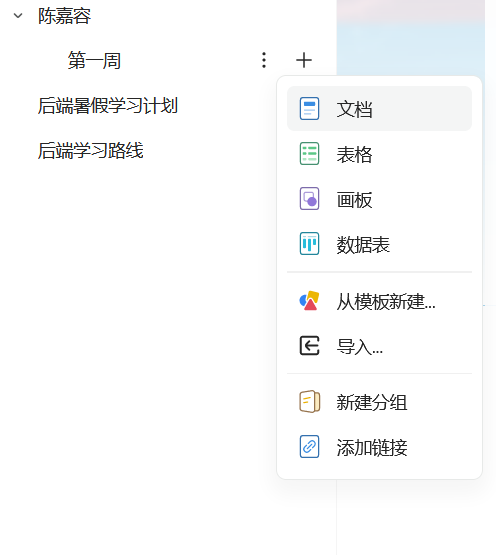 陈嘉容
第一周
后端暑假学习计划
后端学习路线
文档
表格
画板
数据表
从模板新建...
导入...
新建分组
添加链接